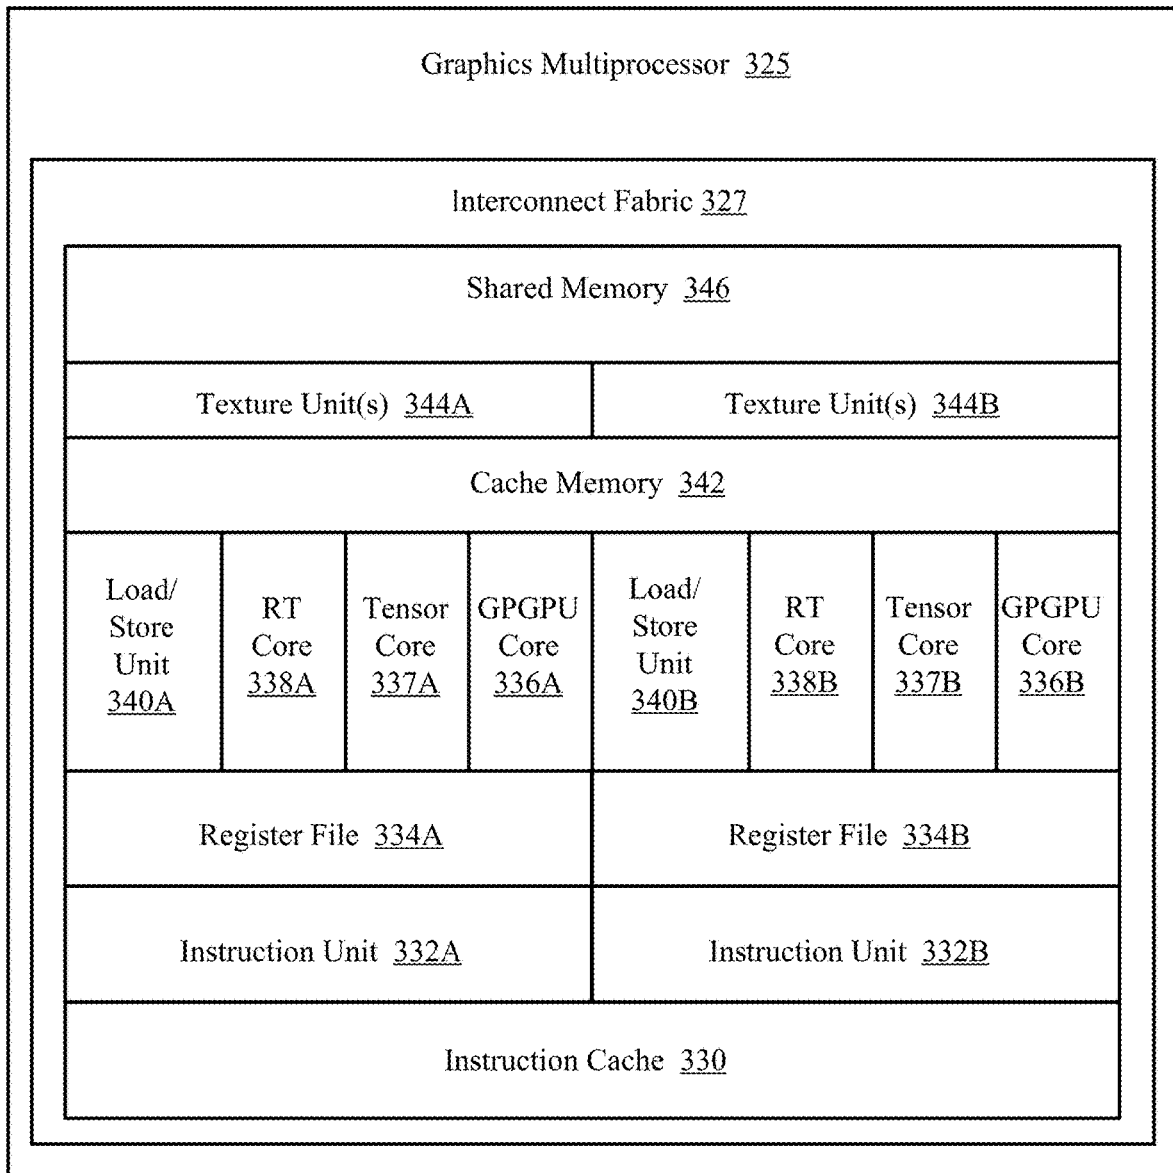 Graphics Multiprocessor 325
Interconnect Fabric 327
Shared Memory 346
Texture Unit(s) 344A
Texture Unit(s) 344B
Cache Memory 342
Load/
Store
Unit
340A
RT
Core
338A
Tensor
Core
337A
GPGPU
Core
336A
Load/
Store
Unit
340B
RT
Core
338B
Tensor
Core
337B
GPGPU
Core
336B
Register File 334A
Register File 334B
Instruction Unit 332A
Instruction Unit 332B
Instruction Cache 330